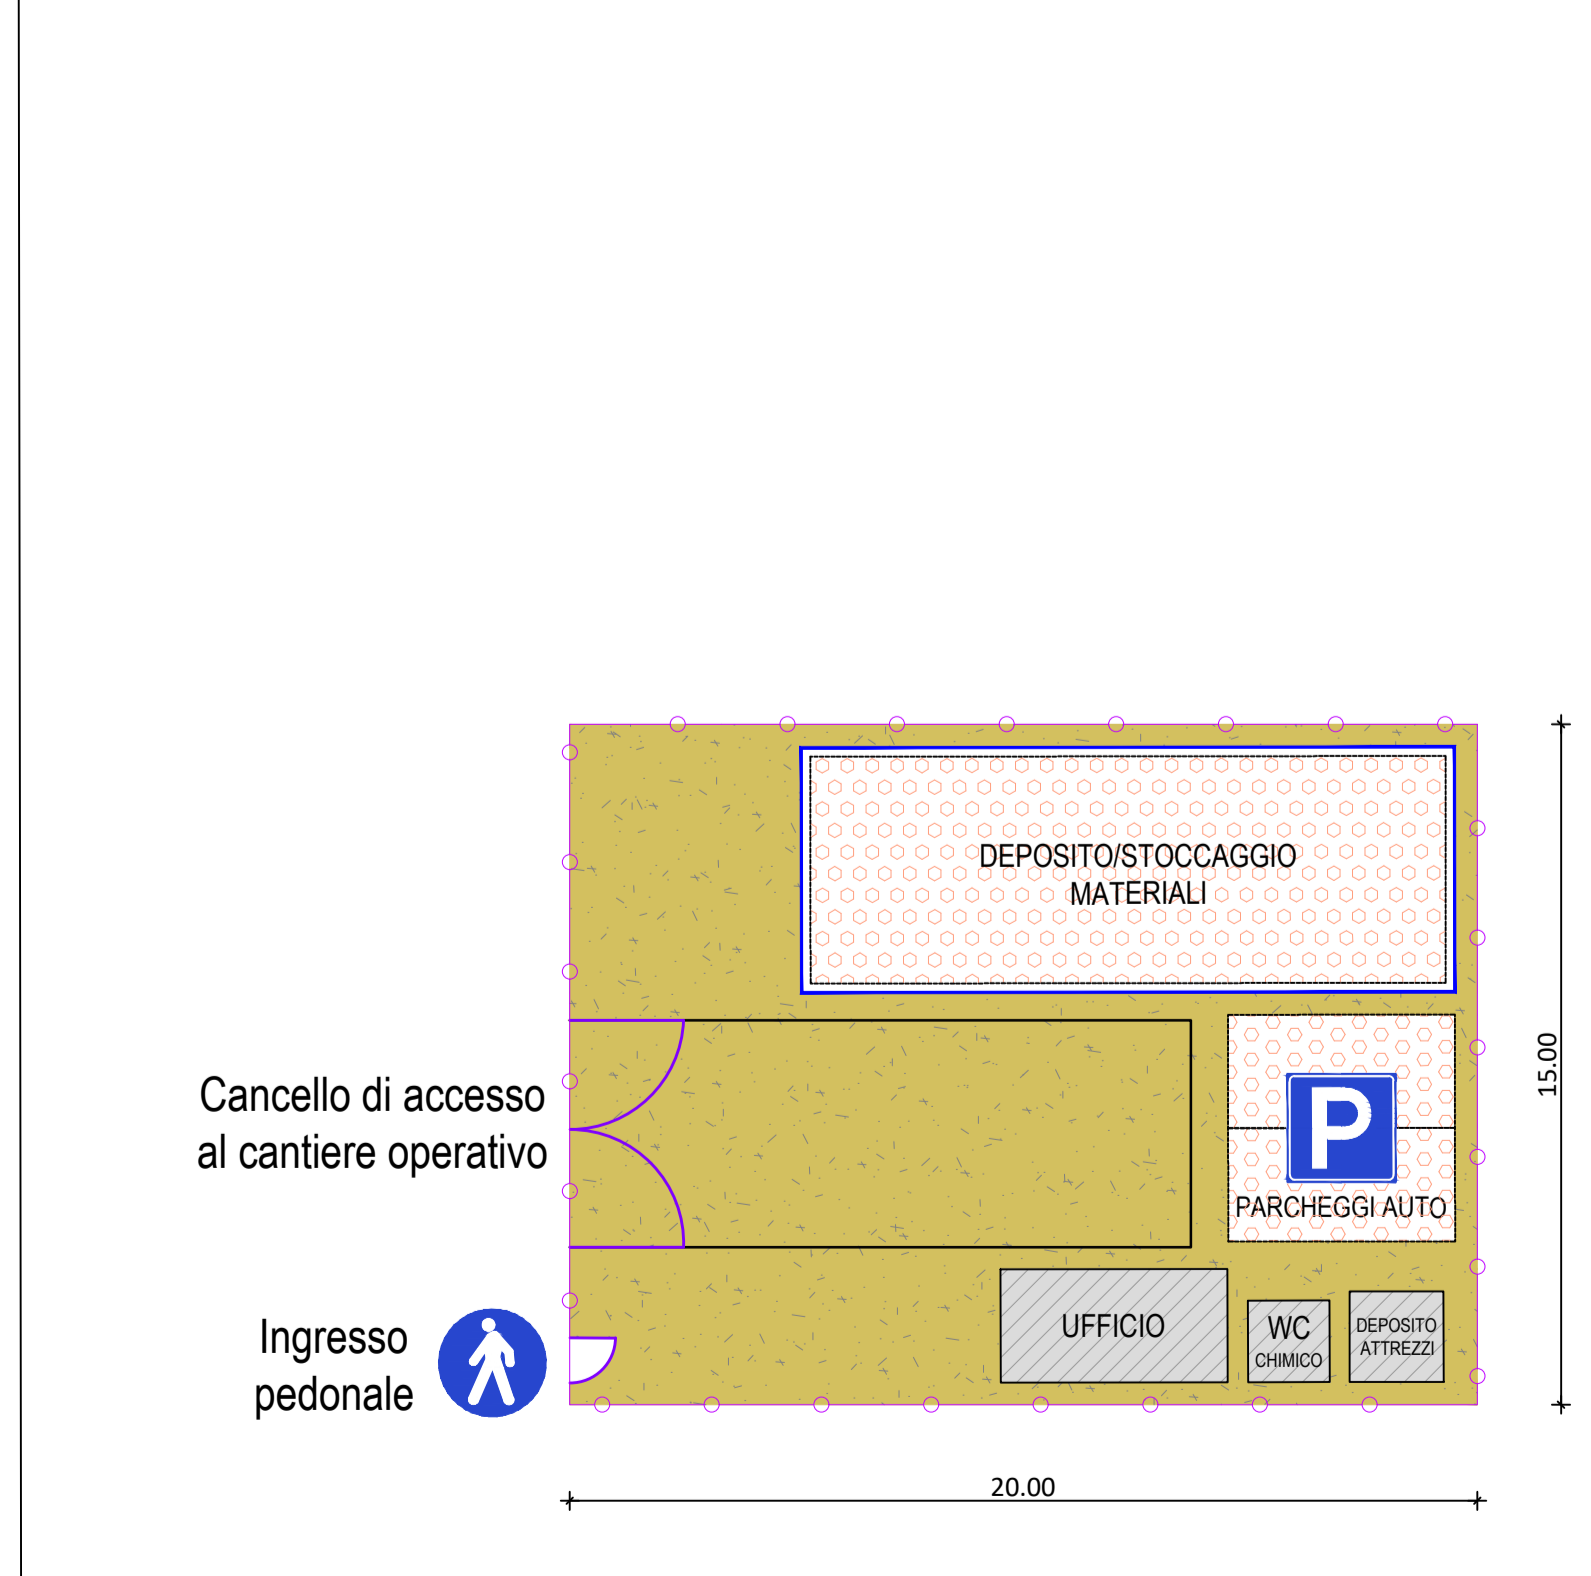 DEPOSITO/STOCCAGGIO
MATERIALI
Cancello di accesso
al cantiere operativo
P
PARCHEGGI AUTO
15.00
Ingresso
pedonale
UFFICIO
WC
CHIMICO
DEPOSITO
ATTREZZI
20.00